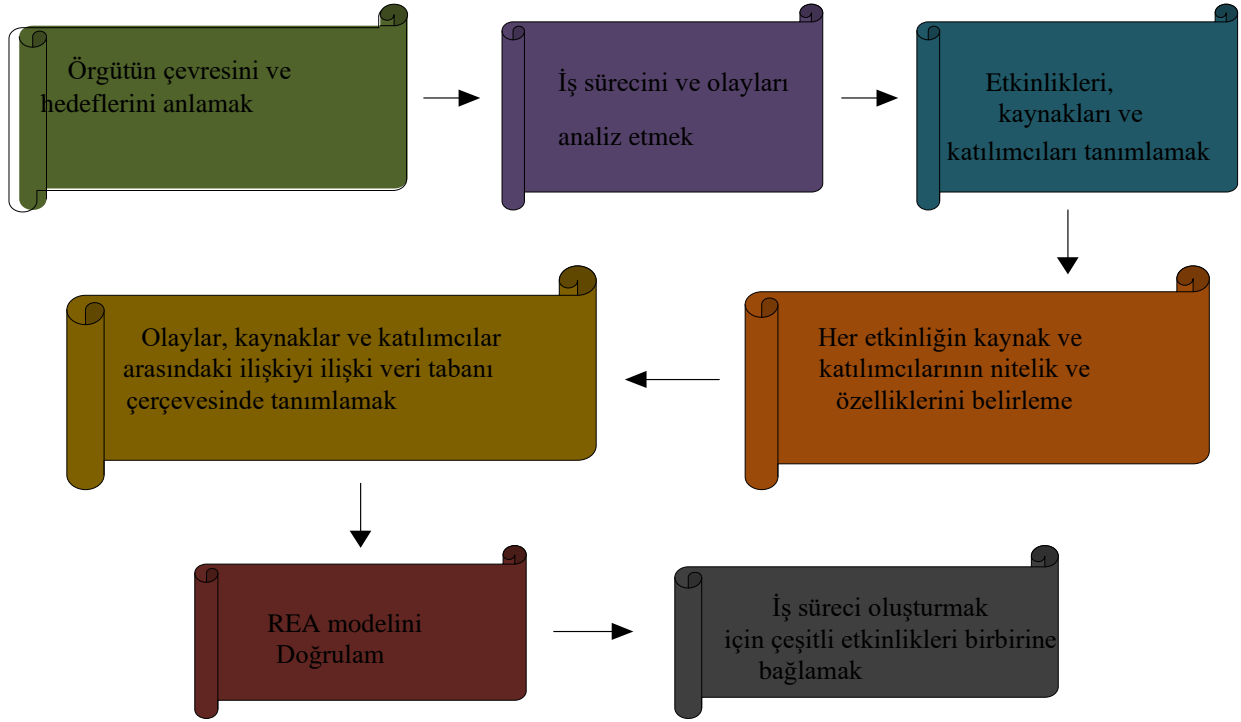 Örgütün çevresini ve
hedeflerini anlamak
İş sürecini ve olayları
analiz etmek
Etkinlikleri,
kaynakları ve
katılımcıları tanımlamak
Her etkinliğin kaynak ve
katılımcılarının nitelik ve
özelliklerini belirleme
Olaylar, kaynaklar ve katılımcılar
arasındaki ilişkiyi ilişki veri tabanı
çerçevesinde tanımlamak
REA modelini
Doğrulam
İş süreci oluşturmak
için çeşitli etkinlikleri birbirine
bağlamak